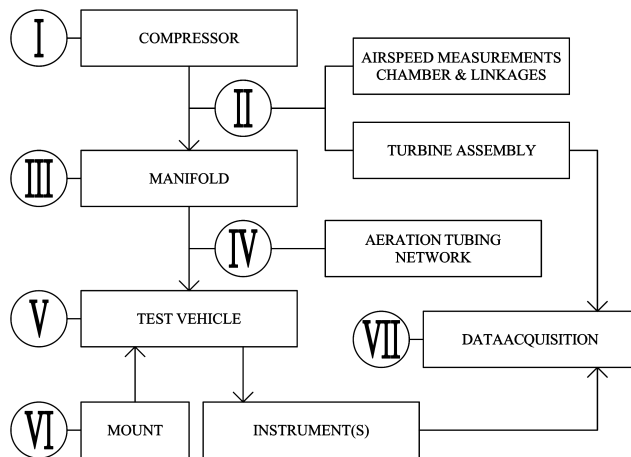 I
COMPRESSOR
II
AIRSPEED MEASUREMENTS
CHAMBER & LINKAGES
TURBINE ASSEMBLY
III
MANIFOLD
IV
AERATION TUBING
NETWORK
V
TEST VEHICLE
VII
DATAACQUISITION
VI
MOUNT
INSTRUMENT(S)